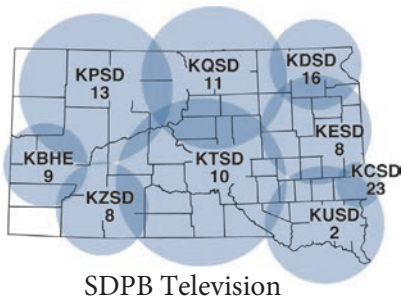 KPSD
13
KQSD
11
KDSD
16
KESD
8
KBHE
9
KTSD
10
KCSD
23
KZSD
8
KUSD
2
SDPB Television